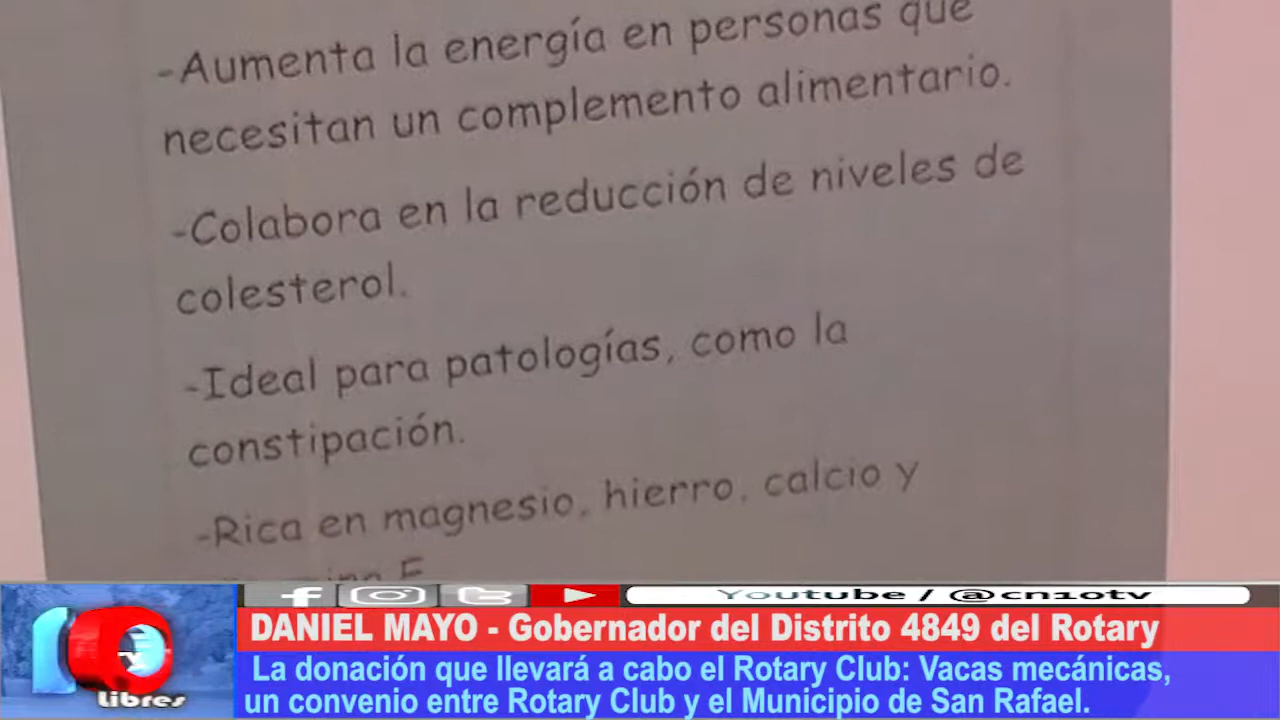 -Aumenta la energía en personas que
necesitan un complemento alimentario.
-Colabora en la reducción de niveles de
colesterol.
-Ideal para patologías, como la
constipación.
-Rica en magnesio, hierro, calcio y
E
Youtube / @cn10tv
DANIEL MAYO - Gobernador del Distrito 4849 del Rotary
La donación que llevará a cabo el Rotary Club: Vacas mecánicas,
un convenio entre Rotary Club y el Municipio de San Rafael.
10
y
Libres